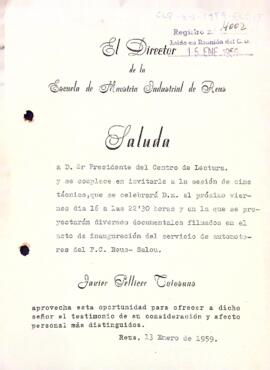 Registro
4002
Leído en Reunión del C.D.
15 ENE 1959
El Director
de la
Escuela de Maestría Industrial de Reus
Saluda
a D. Sr Presidente del Centro de Lectura.
y se complace en invitarle a la sesión de cine
técnico, que se celebrará D.m. el próximo viernes
nes día 16 a las 22'30 horas y en la que se pro-
yectarán diversos documentales filmados en el
acto de inauguración del servicio de automoto-
res del F.C. Reus-Salou.
Javier Pellicer
aprovecha esta oportunidad para ofrecer a dicho
señor el testimonio de su consideración y afecto
personal más distinguidos.
Reus, 13 Enero de 1959.